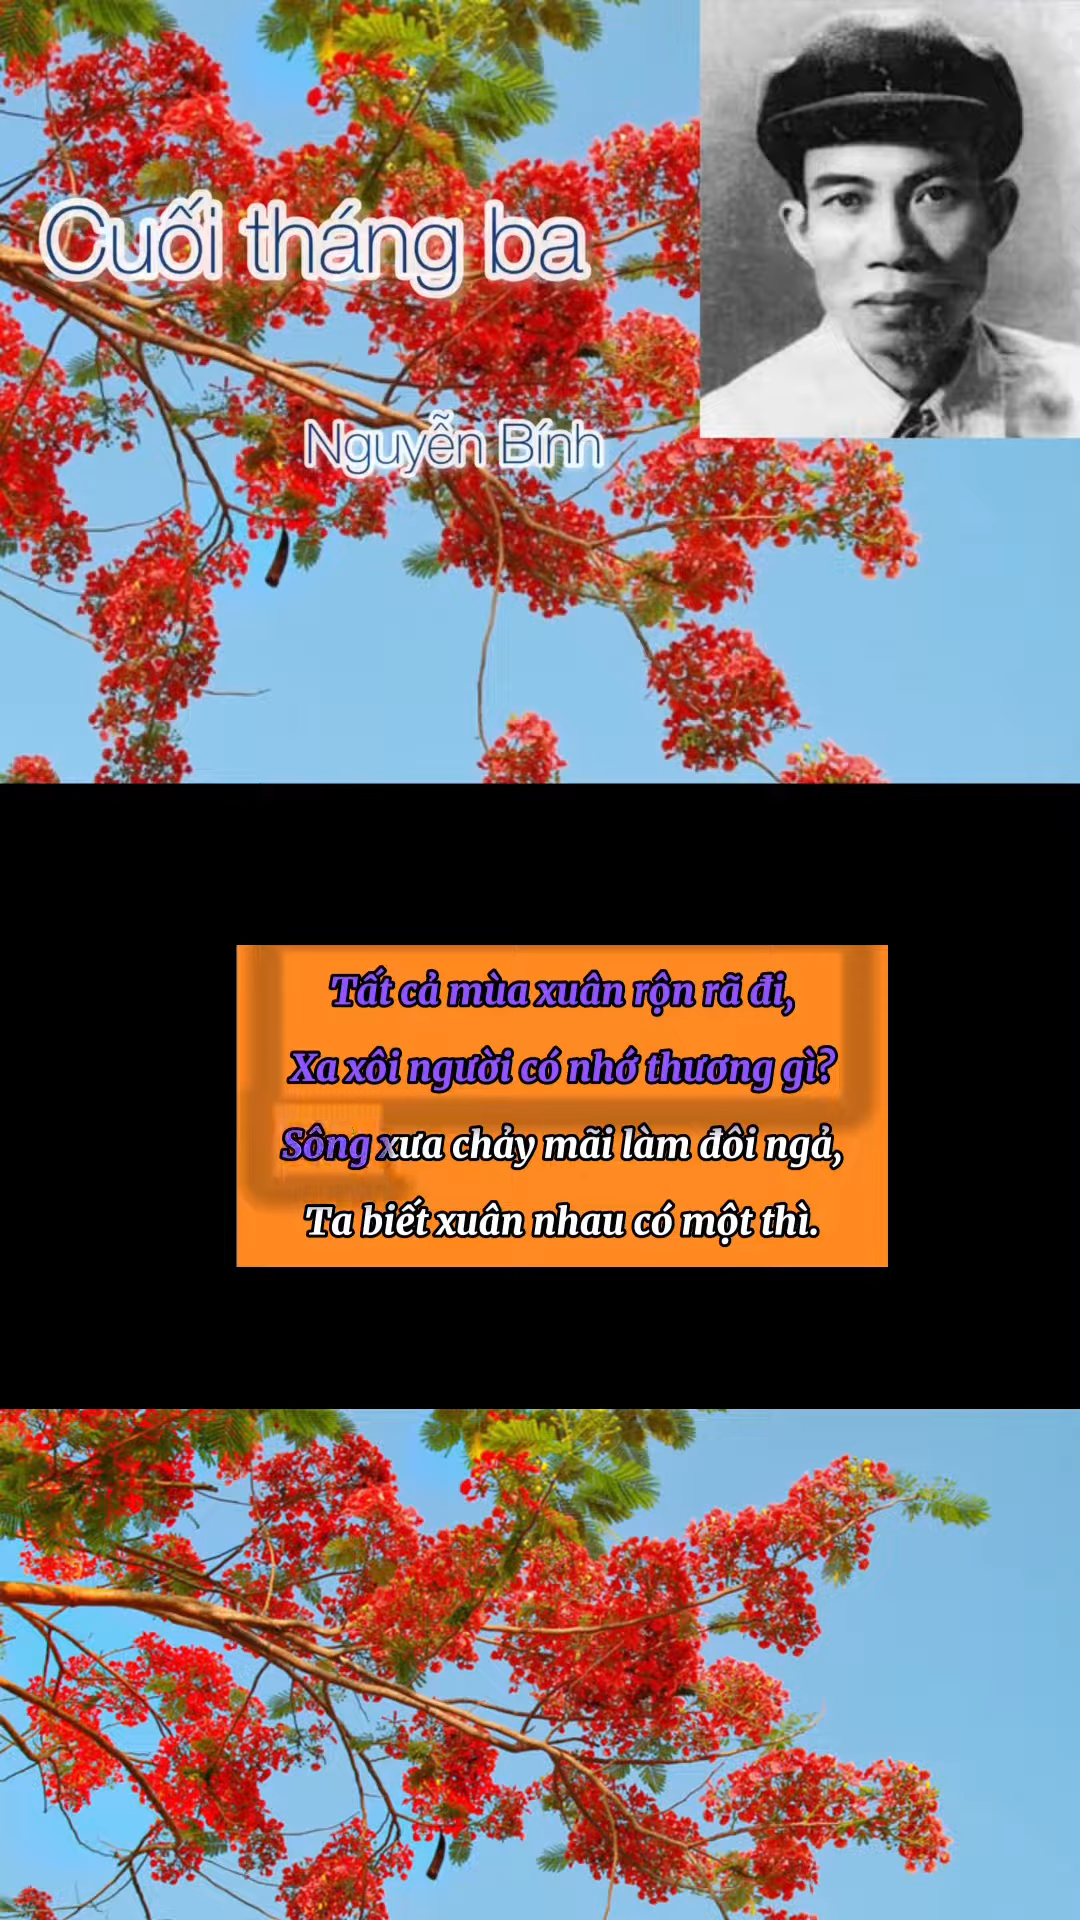 Cuối tháng ba
Nguyễn Bính
Tất cả mùa xuân rộn rã đi,
Xa xôi người có nhớ thương gì?
Sông xưa chảy mãi làm đôi ngả,
Ta biết xuân nhau có một thì.